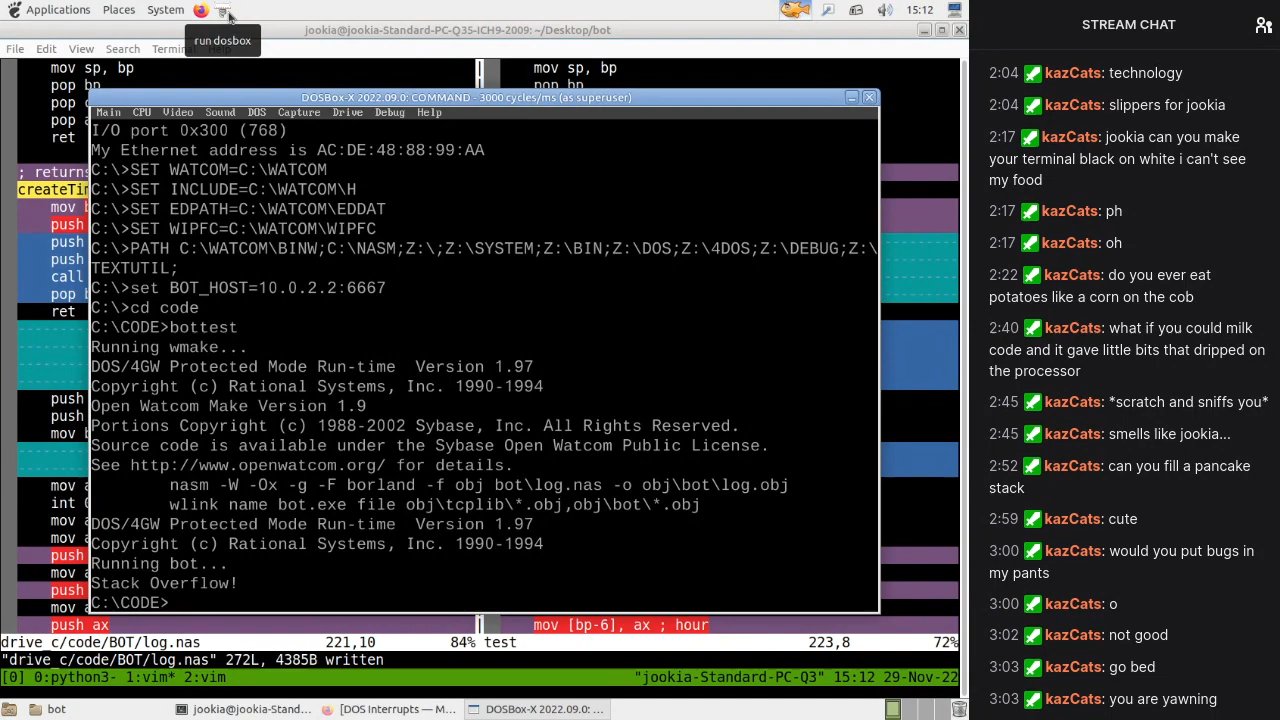 Applications Places System 15:12
run dosbox
jookia@jookia-Standard-PC-Q35-ICH9-2009: ~/Desktop/bot
File Edit View Search Terminal Help
mov sp, bp
mov sp, bp
pop
pop bp
pop
pop
ret
; returns
createTi
mov
push
push
push
call
pop
ret
push
push
mov
mov
int
mov
mov
push
mov
push
mov
push ax
mov [bp-6], ax ; hour
DOSBox-X 2022.09.0: COMMAND - 3000 cycles/ms (as superuser)
Main CPU Video Sound DOS Capture Drive Debug Help
I/O port 0x300 (768)
My Ethernet address is AC:DE:48:88:99:AA
C:\>SET WATCOM=C:\WATCOM
C:\>SET INCLUDE=C:\WATCOM\H
C:\>SET EDPATH=C:\WATCOM\EDDAT
C:\>SET WIPFC=C:\WATCOM\WIPFC
C:\>PATH C:\WATCOM\BINW;C:\NASM;Z:\;Z:\SYSTEM;Z:\BIN;Z:\DOS;Z:\4DOS;Z:\DEBUG;Z:\
TEXTUTIL;
C:\>set BOT_HOST=10.0.2.2:6667
C:\>cd code
C:\CODE>bottest
Running wmake...
DOS/4GW Protected Mode Run-time  Version 1.97
Copyright (c) Rational Systems, Inc. 1990-1994
Open Watcom Make Version 1.9
Portions Copyright (c) 1988-2002 Sybase, Inc. All Rights Reserved.
Source code is available under the Sybase Open Watcom Public License.
See http://www.openwatcom.org/ for details.
nasm -W -Ox -g -F borland -f obj bot\log.nas -o obj\bot\log.obj
wlink name bot.exe file obj\tcplib\*.obj,obj\bot\*.obj
DOS/4GW Protected Mode Run-time  Version 1.97
Copyright (c) Rational Systems, Inc. 1990-1994
Running bot...
Stack Overflow!
C:\CODE>
drive_c/code/BOT/log.nas 221,10 84% test 223,8 72%
"drive_c/code/BOT/log.nas" 272L, 4385B written
[0] 0:python3- 1:vim* 2:vim "jookia-Standard-PC-Q3" 15:12 29-Nov-22
bot jookia@jookia-Standard-PC-Q... [DOS Interrupts — M... DOSBox-X 2022.09.0: ...
STREAM CHAT
2:04 kazCats: technology
2:04 kazCats: slippers for jookia
2:17 kazCats: jookia can you make
your terminal black on white i can't see
my food
2:17 kazCats: ph
2:17 kazCats: oh
2:22 kazCats: do you ever eat
potatoes like a corn on the cob
2:40 kazCats: what if you could milk
code and it gave little bits that dripped on
the processor
2:45 kazCats: *scratch and sniffs you*
2:45 kazCats: smells like jookia...
2:52 kazCats: can you fill a pancake
stack
2:59 kazCats: cute
3:00 kazCats: would you put bugs in
my pants
3:00 kazCats: o
3:02 kazCats: not good
3:03 kazCats: go bed
3:03 kazCats: you are yawning